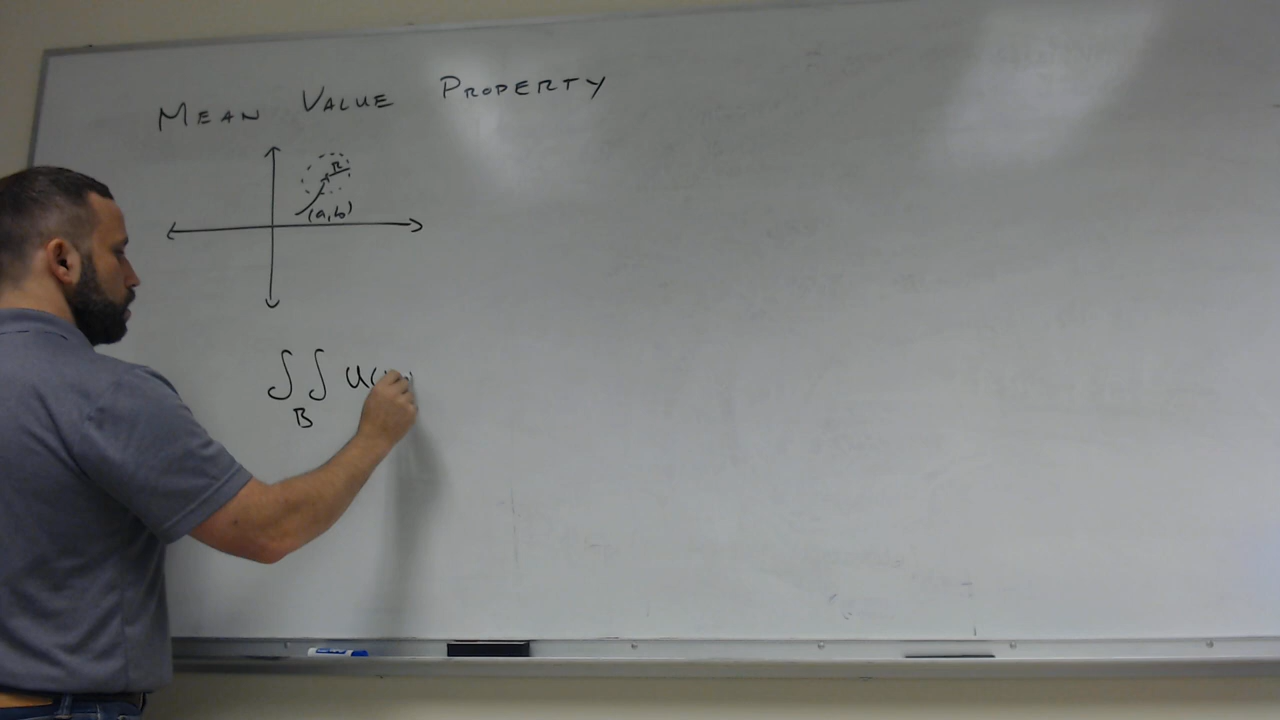 MEAN VALUE PROPERTY
R
(a,b)
∫∫ u(
B